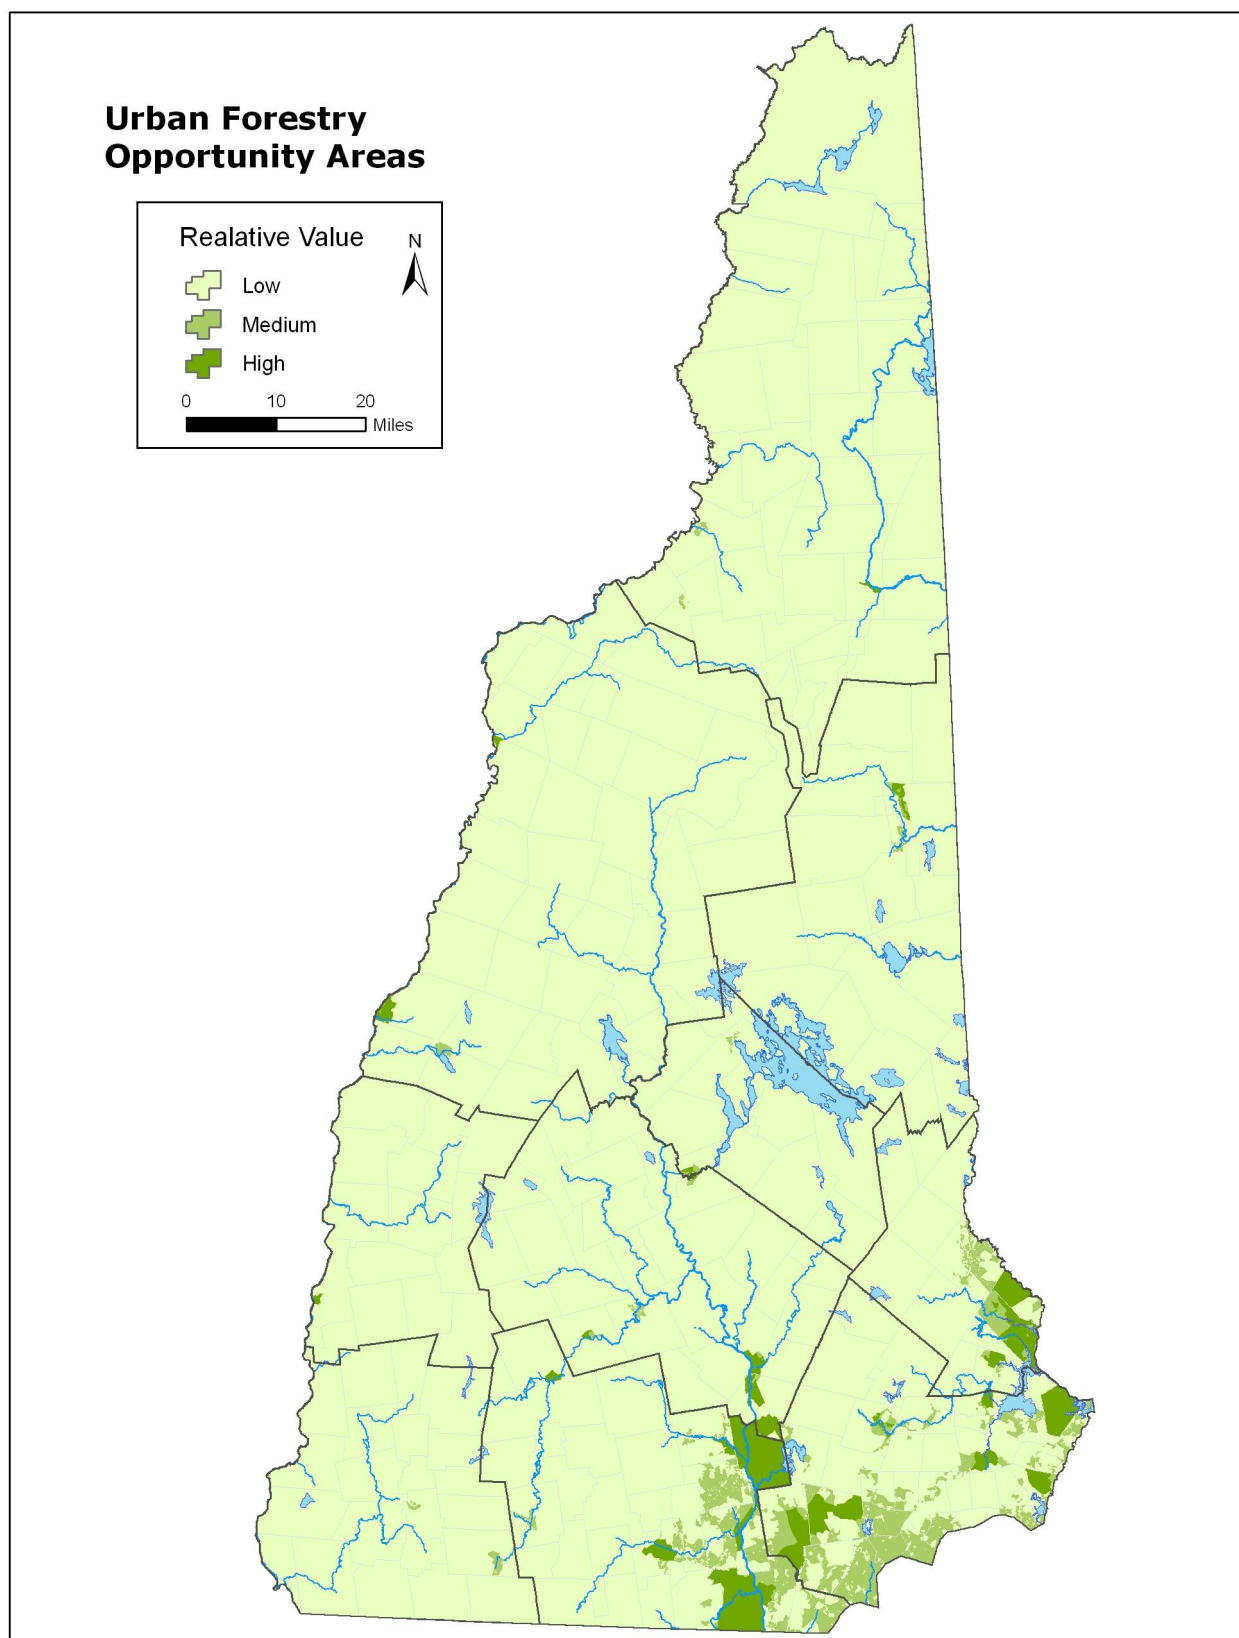 Urban Forestry
Opportunity Areas
Realative Value
N
Low
Medium
High
0 10 20
Miles